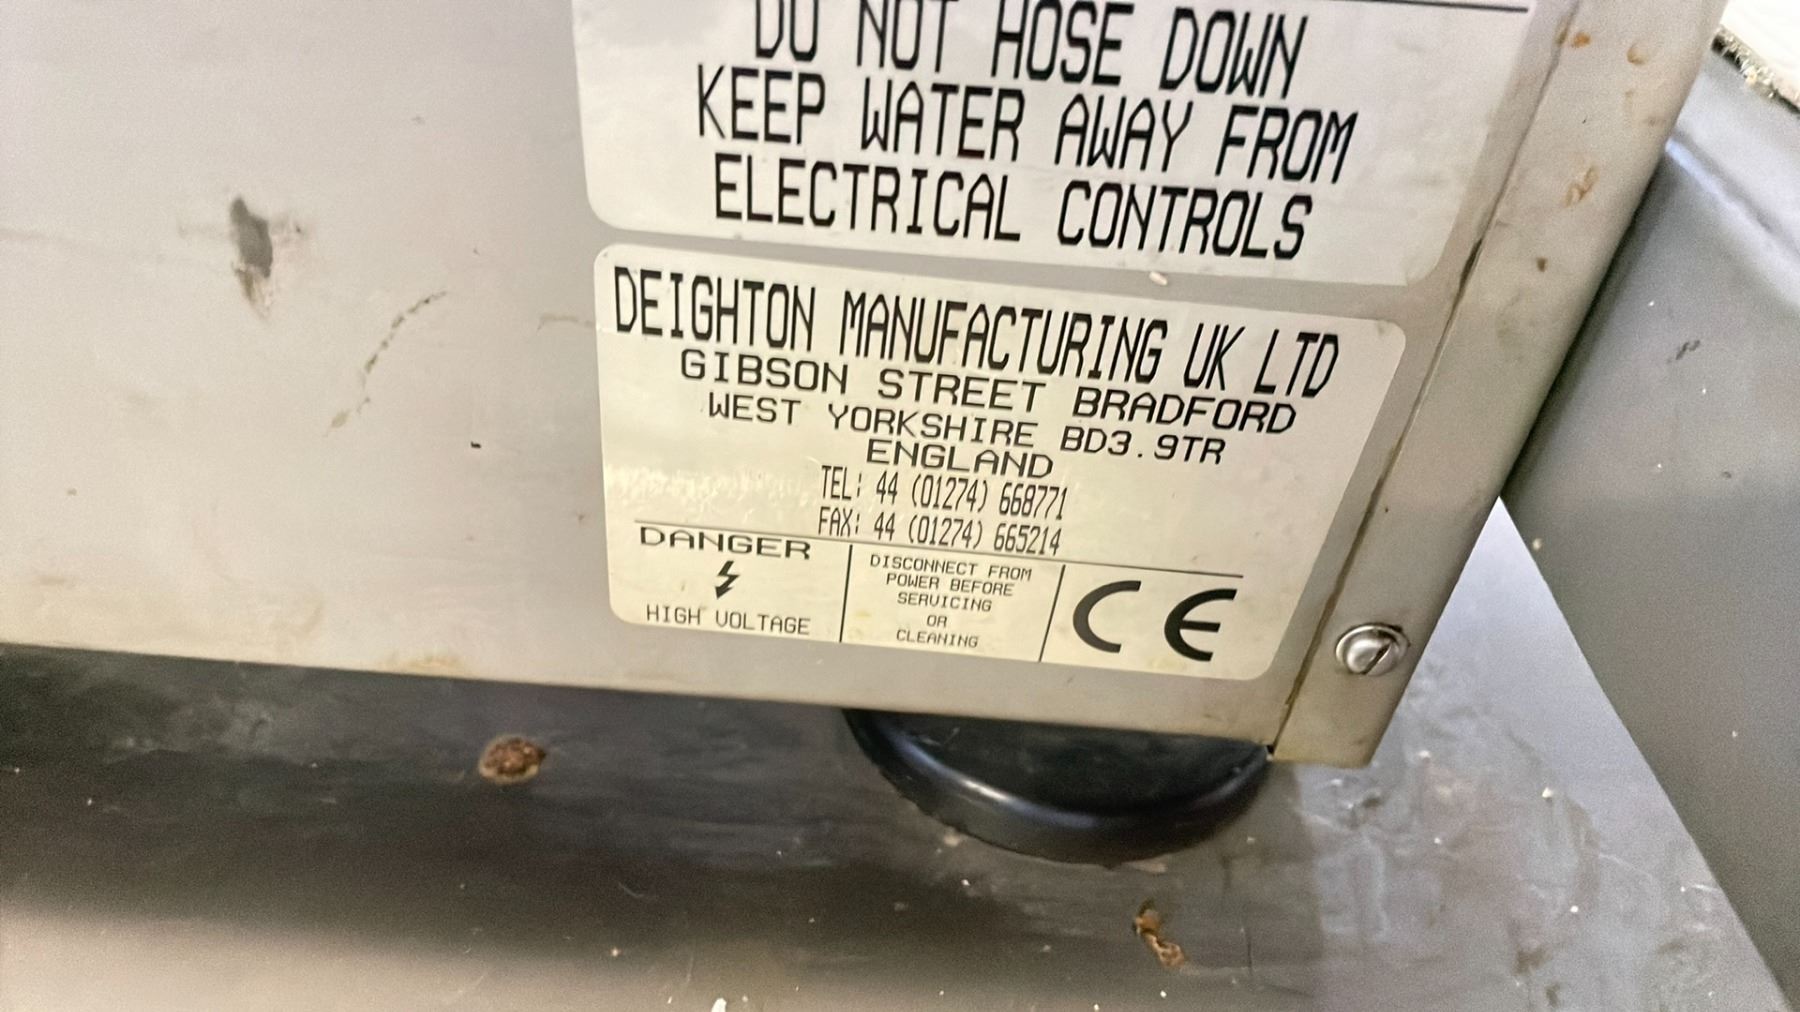 DO NOT HOSE DOWN
KEEP WATER AWAY FROM
ELECTRICAL CONTROLS
DEIGHTON MANUFACTURING UK LTD
GIBSON STREET BRADFORD
WEST YORKSHIRE BD3.9TR
ENGLAND
TEL: 44 (01274) 668771
FAX: 44 (01274) 665214
DANGER
HIGH VOLTAGE
DISCONNECT FROM
POWER BEFORE
SERVICING
OR
CLEANING
CE